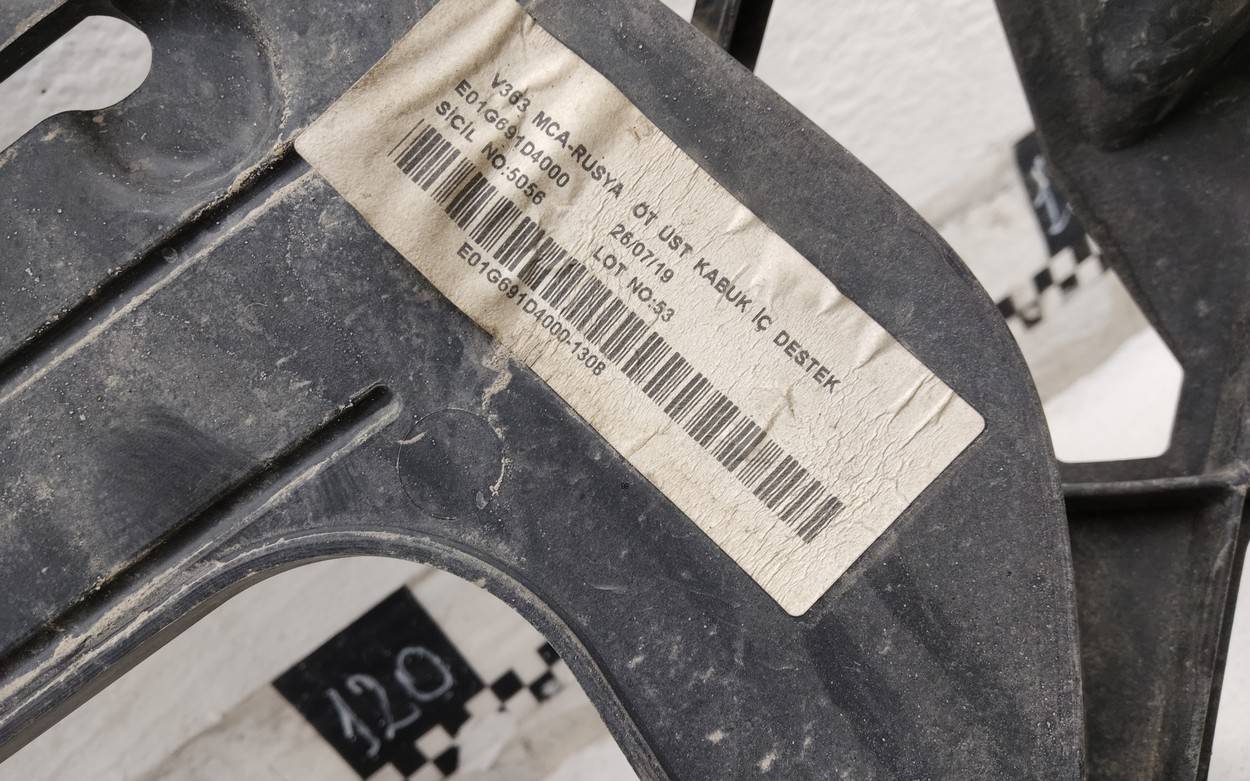 V363 MCA-RUSYA ÖT ÜST KABUK İÇ DESTEK
E01G691D4000 26/07/19
SİCİL NO:5056 LOT NO:53
E01G691D4000-1308
120